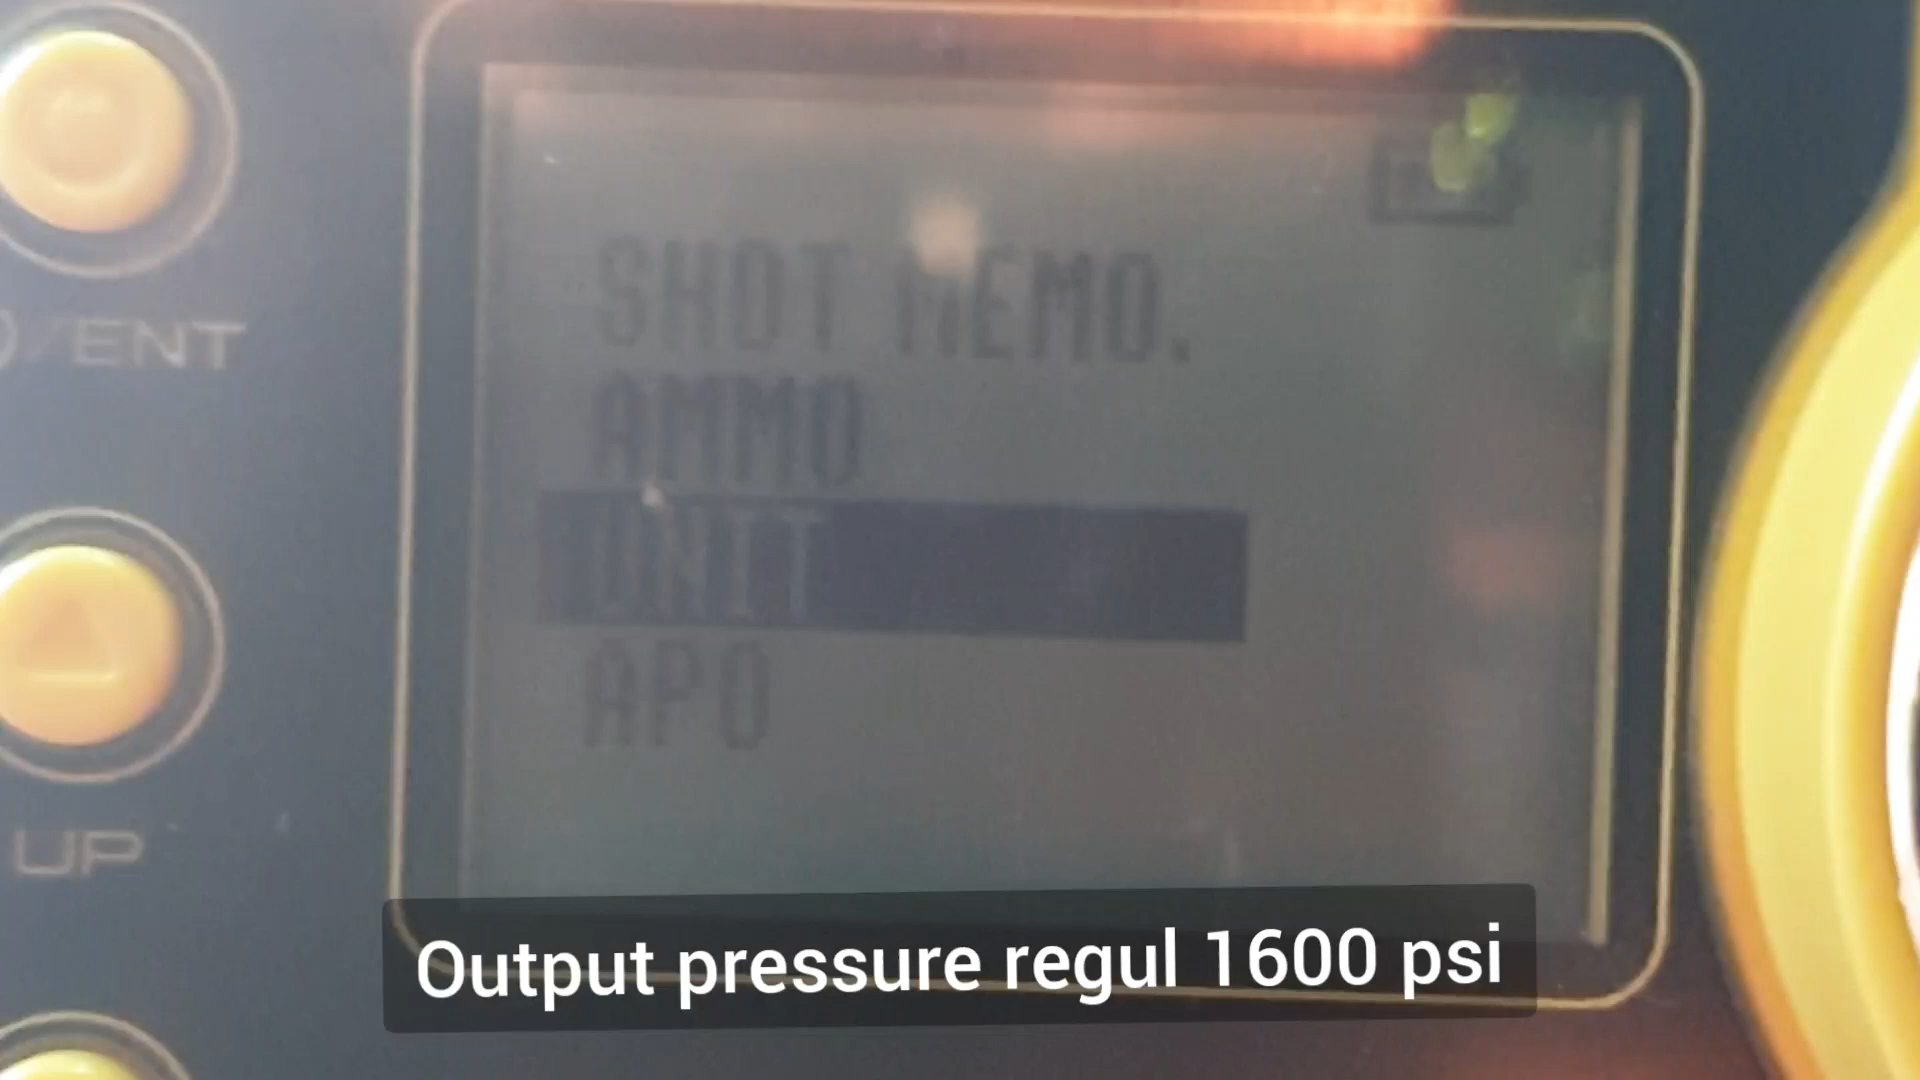 SHOT MEMO.
/ENT
AMMO
UNIT
APO
UP
Output pressure regul 1600 psi